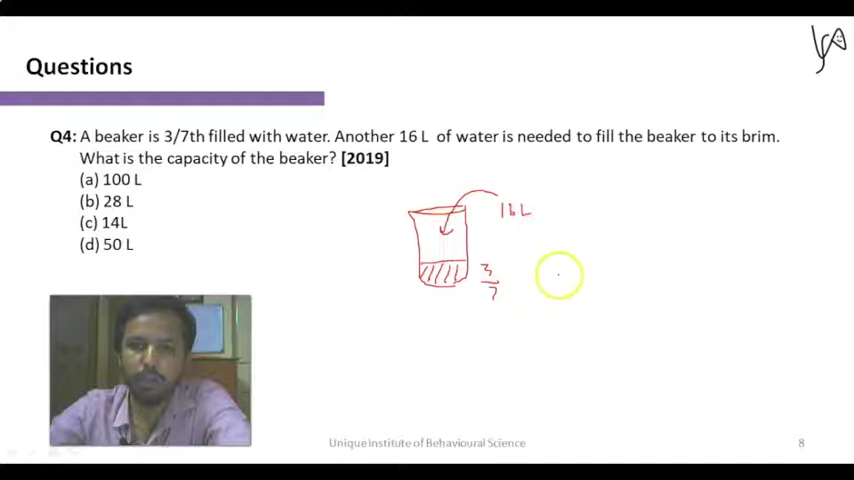 Questions
Q4: A beaker is 3/7th filled with water. Another 16 L of water is needed to fill the beaker to its brim.
What is the capacity of the beaker? [2019]
(a) 100 L
(b) 28 L
(c) 14L
(d) 50 L
16L
3
7
Unique institute of Behavioural Science
8